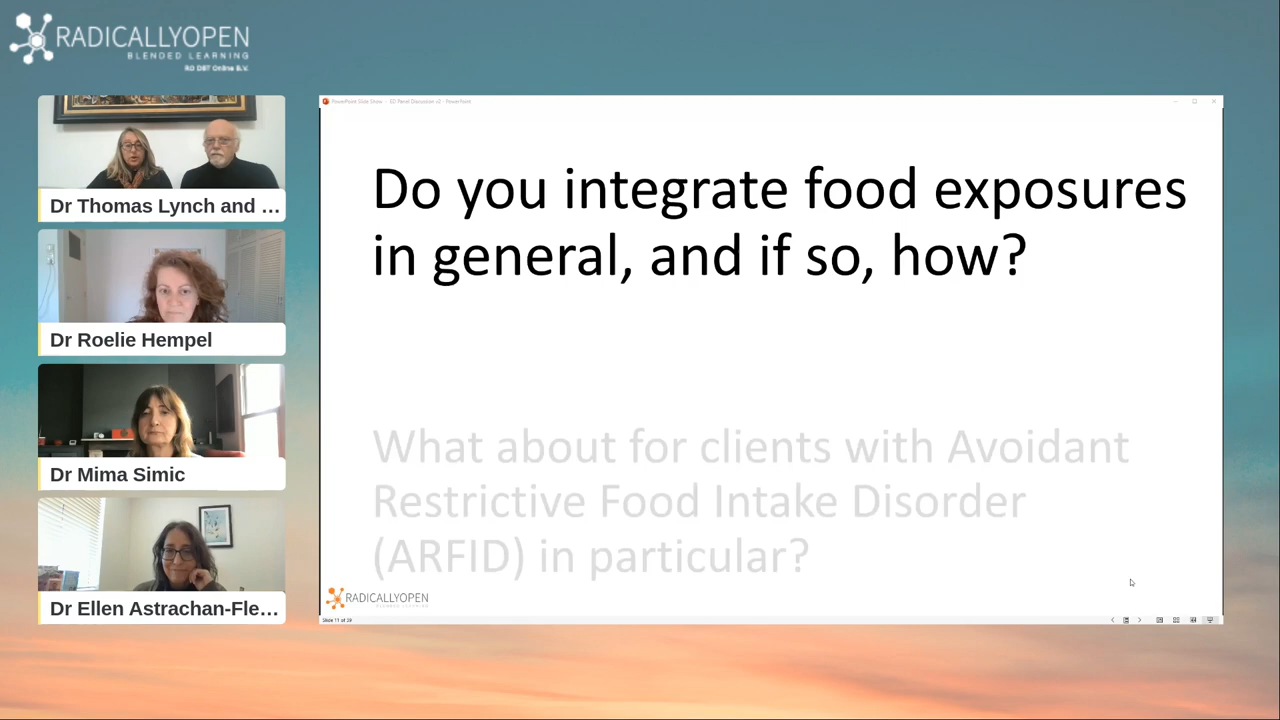 RADICALLYOPEN
BLENDED LEARNING
RO DBT Online B.V.
Dr Thomas Lynch and ...
Dr Roelie Hempel
Dr Mima Simic
Dr Ellen Astrachan-Fle...
PowerPoint Slide Show - ED Panel Discussion v2 - PowerPoint
Do you integrate food exposures
in general, and if so, how?
What about for clients with Avoidant
Restrictive Food Intake Disorder
(ARFID) in particular?
RADICALLYOPEN
BLENDED LEARNING